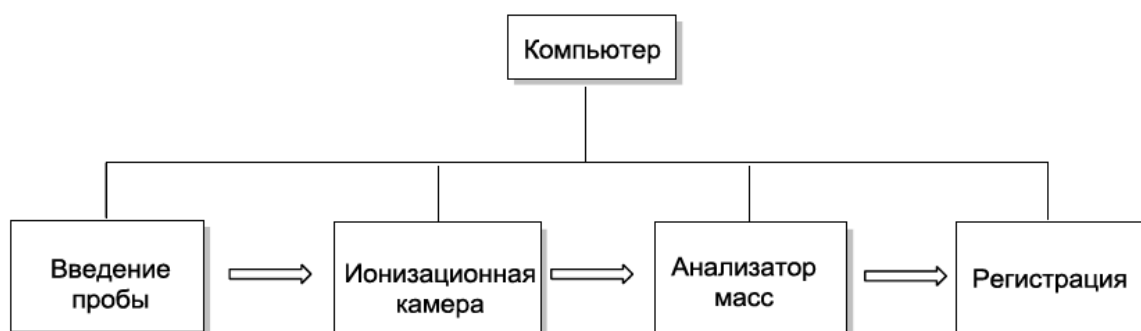 Компьютер
Введение
пробы
Ионизационная
камера
Анализатор
масс
Регистрация